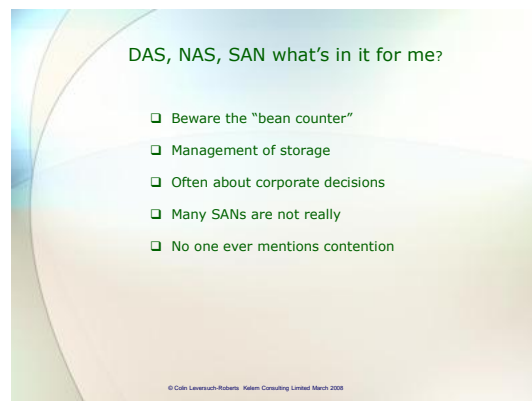 DAS, NAS, SAN what's in it for me?
❑ Beware the "bean counter"
❑ Management of storage
❑ Often about corporate decisions
❑ Many SANs are not really
❑ No one ever mentions contention
© Colin Leversuch-Roberts Kelem Consulting Limited March 2008